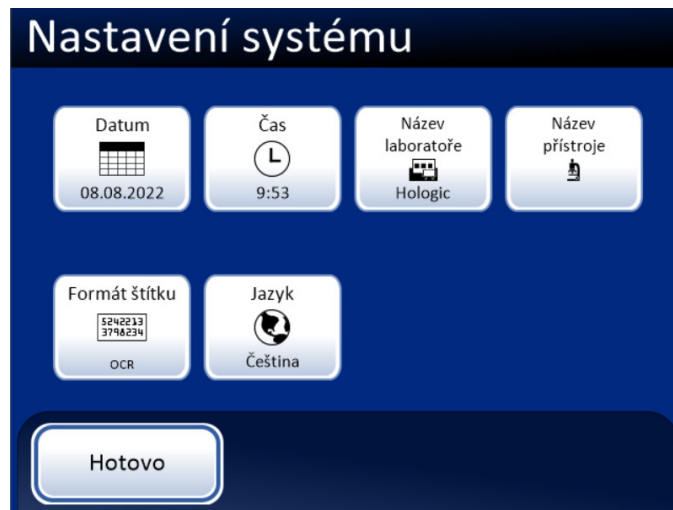 Nastavení systému
Datum
08.08.2022
Čas
9:53
Název
laboratoře
Hologic
Název
přístroje
Formát štítku
5242213
3798234
OCR
Jazyk
Čeština
Hotovo